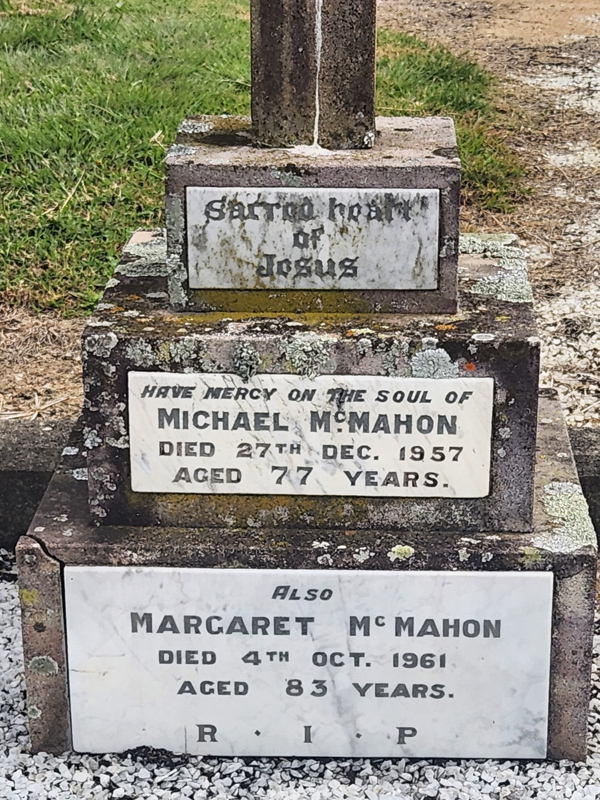 Sacred heart
of
Jesus
HAVE MERCY ON THE SOUL OF
MICHAEL McMAHON
DIED 27TH DEC. 1957
AGED 77 YEARS.
ALSO
MARGARET McMAHON
DIED 4TH OCT. 1961
AGED 83 YEARS.
R · I · P